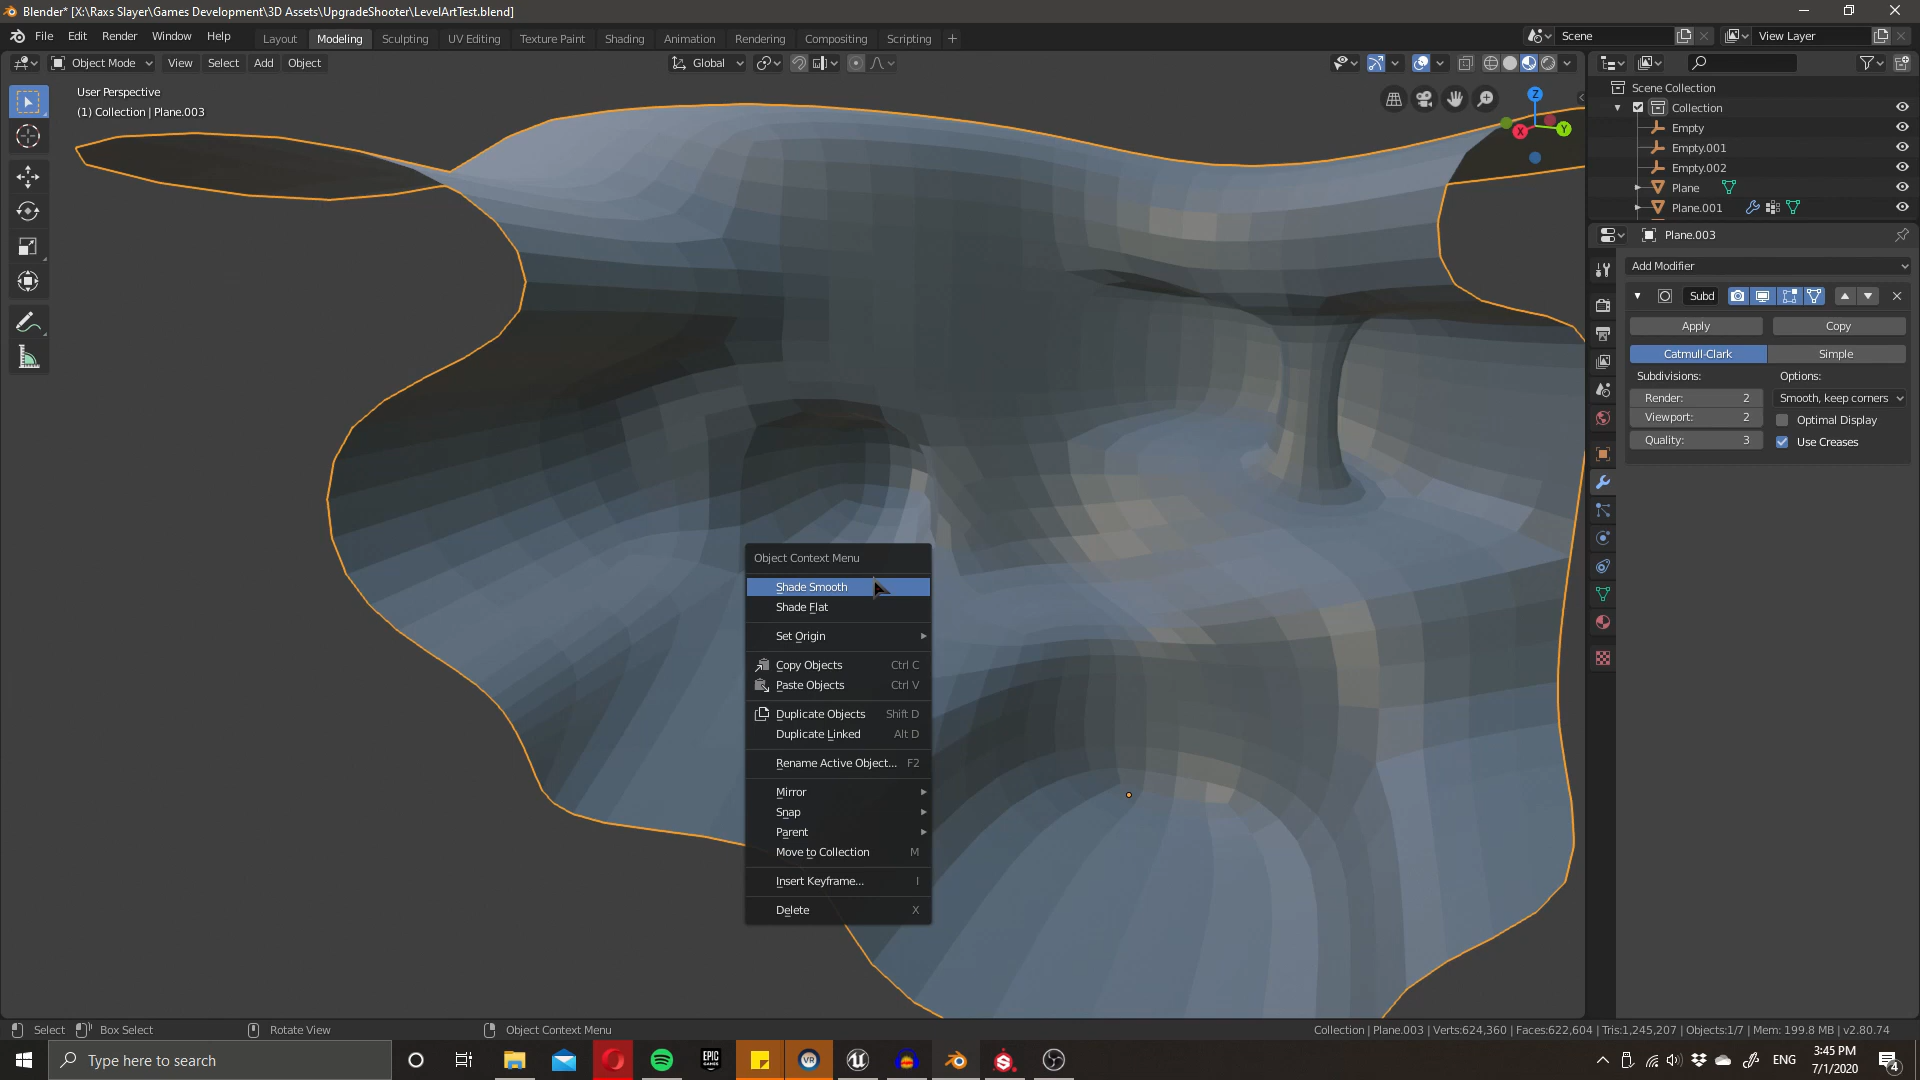 Blender* [X:\Raxs Slayer\Games Development\3D Assets\UpgradeShooter\LevelArtTest.blend]
File Edit Render Window Help
Layout Modeling Sculpting UV Editing Texture Paint Shading Animation Rendering Compositing Scripting +
Scene View Layer
Object Mode View Select Add Object
Global
User Perspective
(1) Collection | Plane.003
Z
X
Y
Scene Collection
Collection
Empty
Empty.001
Empty.002
Plane
Plane.001
Plane.003
Add Modifier
Subd
Apply Copy
Catmull-Clark Simple
Subdivisions: Options:
Render: 2 Smooth, keep corners
Viewport: 2 Optimal Display
Quality: 3 Use Creases
Object Context Menu
Shade Smooth
Shade Flat
Set Origin
Copy Objects Ctrl C
Paste Objects Ctrl V
Duplicate Objects Shift D
Duplicate Linked Alt D
Rename Active Object... F2
Mirror
Snap
Parent
Move to Collection M
Insert Keyframe... I
Delete X
Select Box Select Rotate View Object Context Menu
Collection | Plane.003 | Verts:624,360 | Faces:622,604 | Tris:1,245,207 | Objects:1/7 | Mem: 199.8 MB | v2.80.74
Type here to search
EPIC
GAMES
VR
ENG
3:45 PM
7/1/2020
4